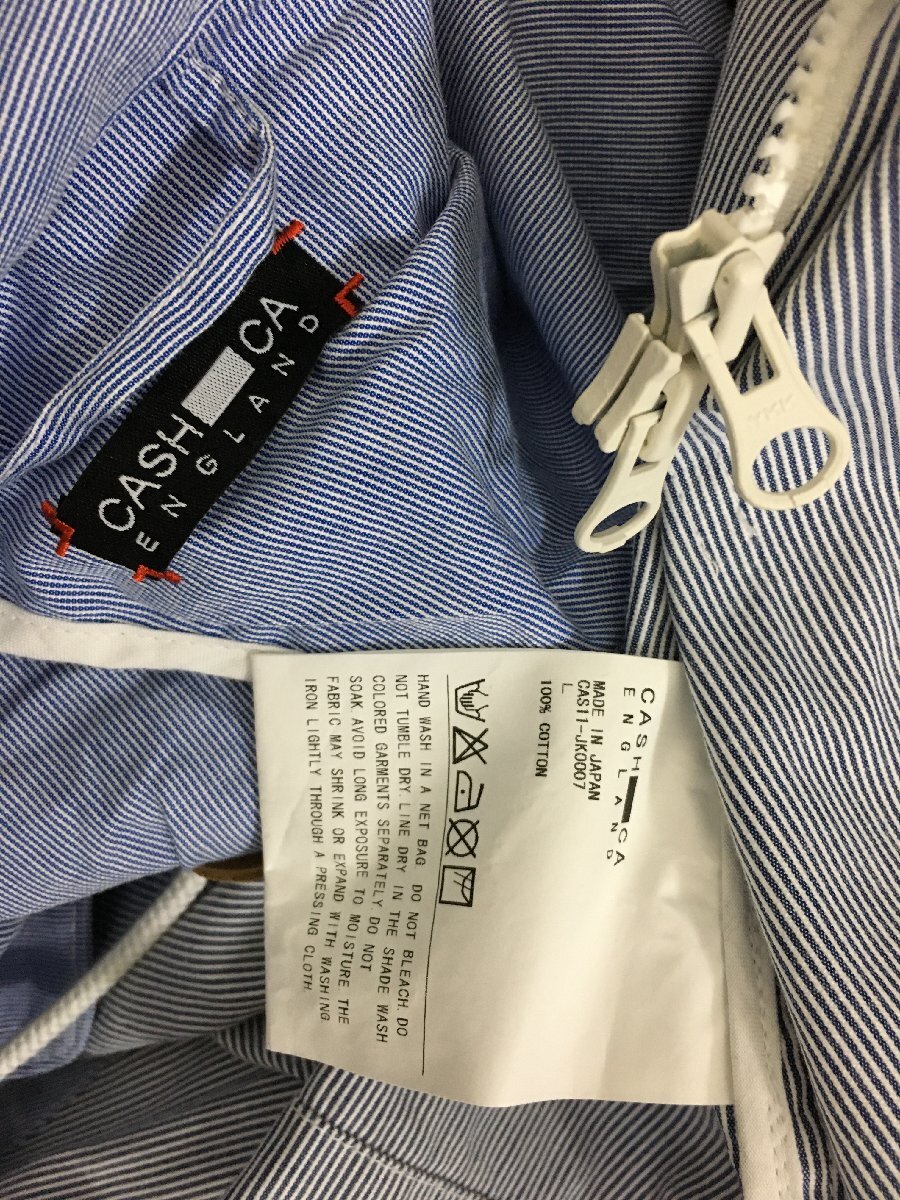 CASH CA
ENGLAND
YKK
CASH CA
ENGLAND
MADE IN JAPAN
CAS11-JK0007
L
100% COTTON
HAND WASH IN A NET BAG. DO NOT BLEACH. DO
NOT TUMBLE DRY. LINE DRY IN THE SHADE WASH
COLORED GARMENTS SEPARATELY. DO NOT
SOAK. AVOID LONG EXPOSURE TO MOISTURE. THE
FABRIC MAY SHRINK OR EXPAND WITH WASHING
IRON LIGHTLY THROUGH A PRESSING CLOTH.